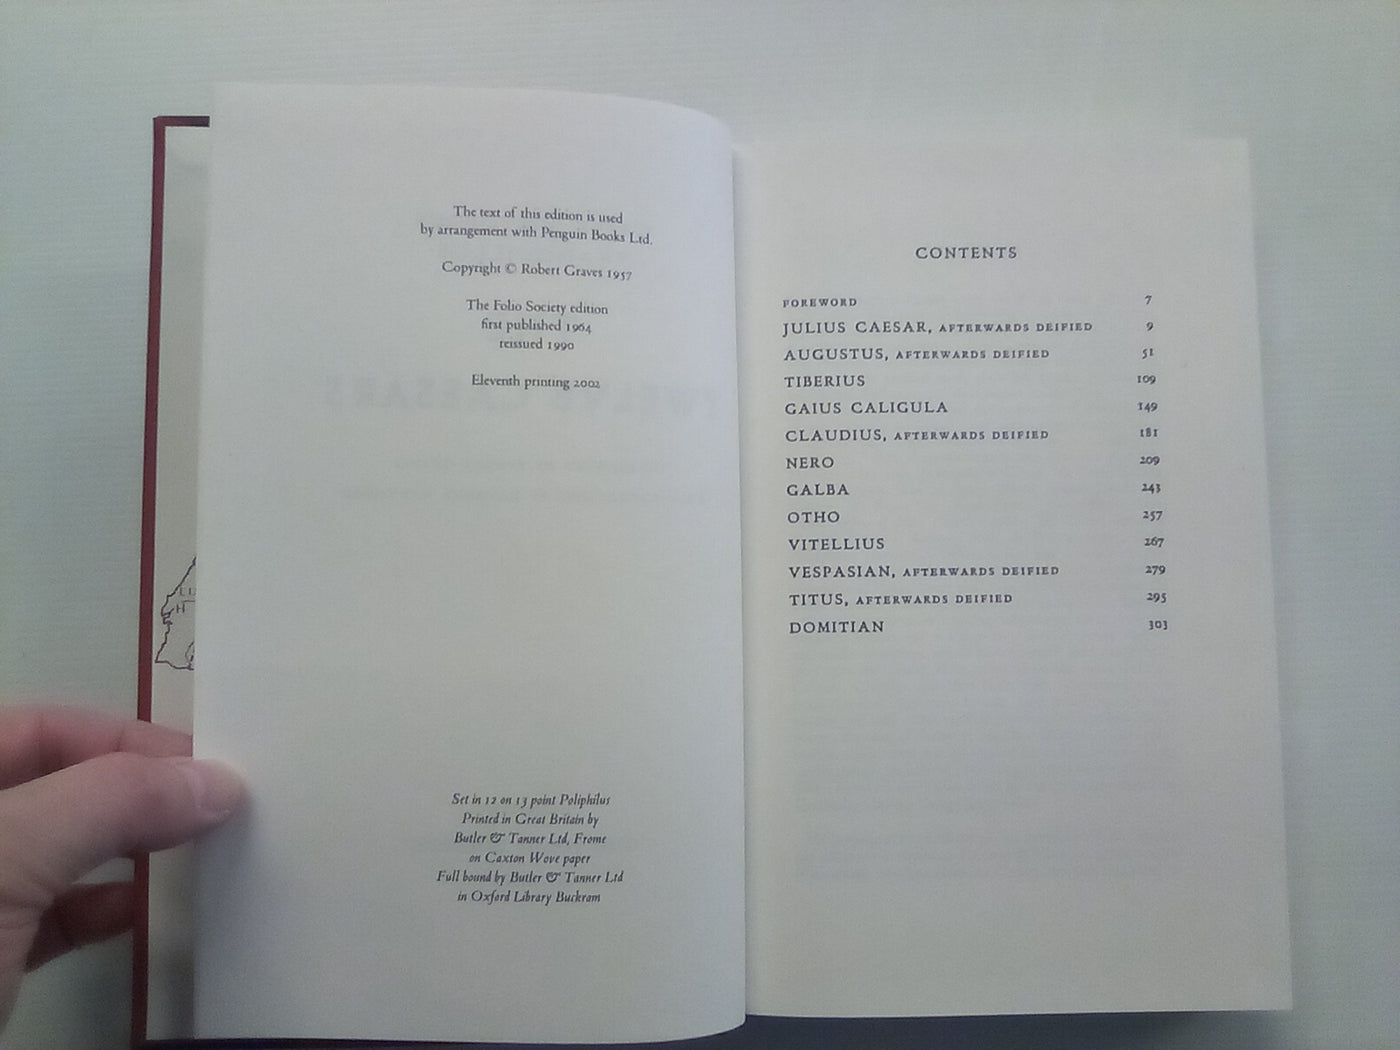 The text of this edition is used
by arrangement with Penguin Books Ltd.
Copyright © Robert Graves 1957
The Folio Society edition
first published 1964
reissued 1990
Eleventh printing 2002
Set in 12 on 13 point Poliphilus
Printed in Great Britain by
Butler & Tanner Ltd, Frome
on Caxton Wove paper
Full bound by Butler & Tanner Ltd
in Oxford Library Buckram
CONTENTS
FOREWORD 7
JULIUS CAESAR, AFTERWARDS DEIFIED 9
AUGUSTUS, AFTERWARDS DEIFIED 51
TIBERIUS 109
GAIUS CALIGULA 149
CLAUDIUS, AFTERWARDS DEIFIED 181
NERO 209
GALBA 243
OTHO 257
VITELLIUS 267
VESPASIAN, AFTERWARDS DEIFIED 279
TITUS, AFTERWARDS DEIFIED 295
DOMITIAN 303